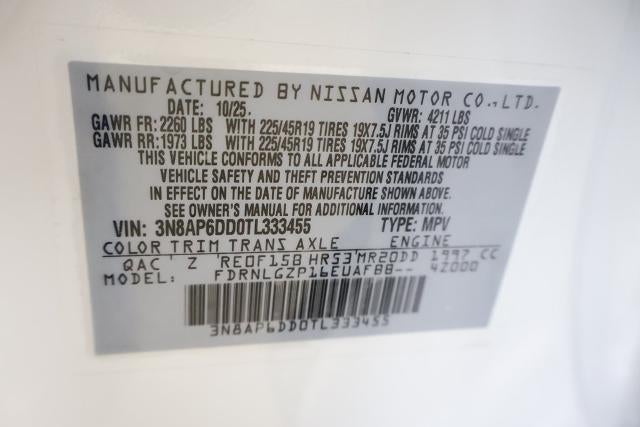 MANUFACTURED BY NISSAN MOTOR CO.,LTD.
DATE: 10/25. GVWR: 4211 LBS
GAWR FR: 2260 LBS WITH 225/45R19 TIRES 19X7.5J RIMS AT 35 PSI COLD SINGLE
GAWR RR: 1973 LBS WITH 225/45R19 TIRES 19X7.5J RIMS AT 35 PSI COLD SINGLE
THIS VEHICLE CONFORMS TO ALL APPLICABLE FEDERAL MOTOR
VEHICLE SAFETY AND THEFT PREVENTION STANDARDS
IN EFFECT ON THE DATE OF MANUFACTURE SHOWN ABOVE.
SEE OWNER'S MANUAL FOR ADDITIONAL INFORMATION.
VIN: 3N8AP6DD0TL333455 TYPE: MPV
COLOR TRIM TRANS AXLE ENGINE
QAC ' Z 'RE0F15B HR53'MR20DD 1997 CC
MODEL: FDRNLGZP16EUAFBB-- 4Z000
3N8AP6DD0TL333455